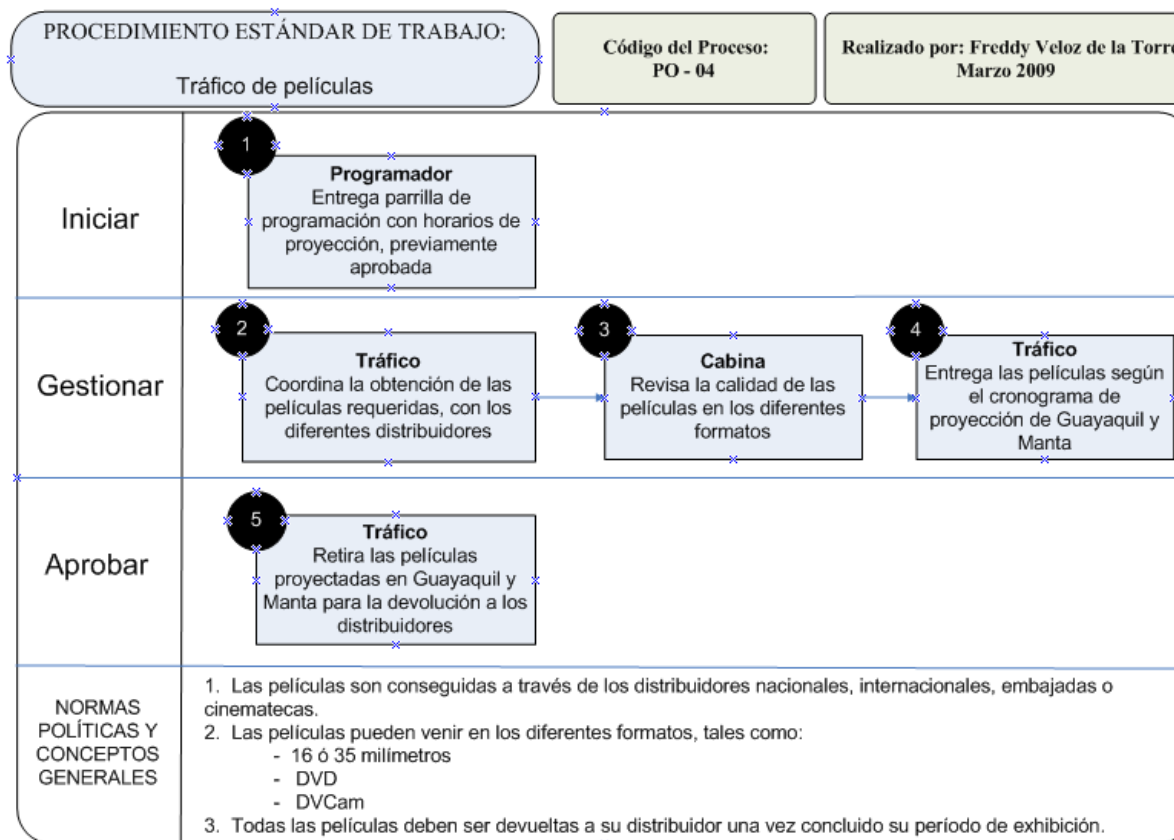 PROCEDIMIENTO ESTÁNDAR DE TRABAJO:
Tráfico de películas
Código del Proceso:
PO - 04
Realizado por: Freddy Veloz de la Torre
Marzo 2009
Iniciar
1
Programador
Entrega parrilla de
programación con horarios de
proyección, previamente
aprobada
Gestionar
2
Tráfico
Coordina la obtención de las
películas requeridas, con los
diferentes distribuidores
3
Cabina
Revisa la calidad de las
películas en los diferentes
formatos
4
Tráfico
Entrega las películas según
el cronograma de
proyección de Guayaquil y
Manta
Aprobar
5
Tráfico
Retira las películas
proyectadas en Guayaquil y
Manta para la devolución a los
distribuidores
NORMAS
POLÍTICAS Y
CONCEPTOS
GENERALES
1. Las películas son conseguidas a través de los distribuidores nacionales, internacionales, embajadas o
cinematecas.
2. Las películas pueden venir en los diferentes formatos, tales como:
- 16 ó 35 milímetros
- DVD
- DVCam
3. Todas las películas deben ser devueltas a su distribuidor una vez concluido su período de exhibición.